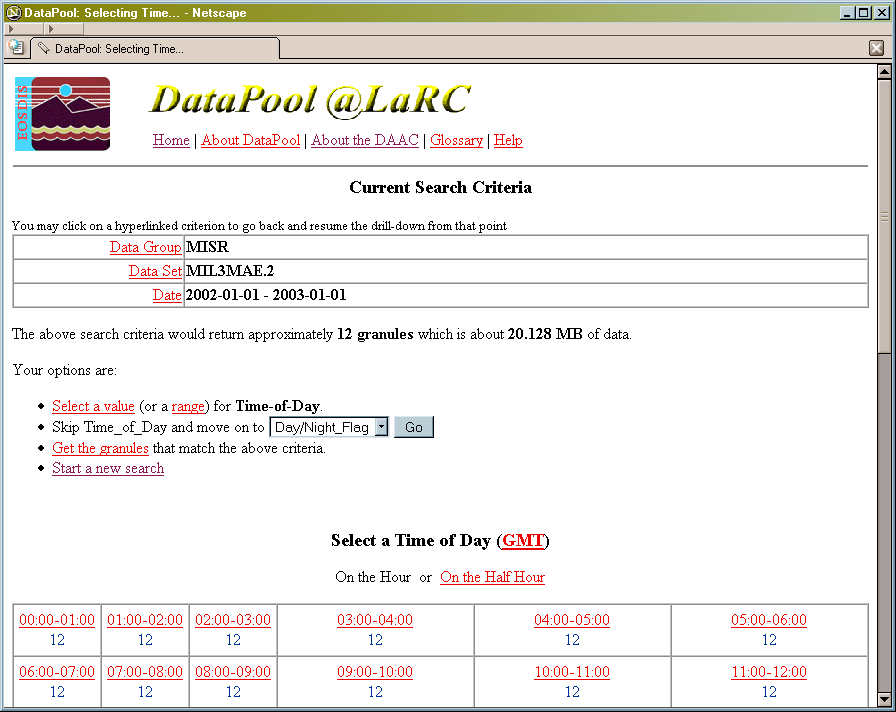 DataPool: Selecting Time... - Netscape
DataPool: Selecting Time...
EOSDIS
DataPool @LaRC
Home | About DataPool | About the DAAC | Glossary | Help
Current Search Criteria
You may click on a hyperlinked criterion to go back and resume the drill-down from that point
Data Group MISR
Data Set MIL3MAE.2
Date 2002-01-01 - 2003-01-01
The above search criteria would return approximately 12 granules which is about 20.128 MB of data.
Your options are:
Select a value (or a range) for Time-of-Day.
Skip Time_of_Day and move on to Day/Night_Flag Go
Get the granules that match the above criteria.
Start a new search
Select a Time of Day (GMT)
On the Hour or On the Half Hour
00:00-01:00 01:00-02:00 02:00-03:00 03:00-04:00 04:00-05:00 05:00-06:00
12 12 12 12 12 12
06:00-07:00 07:00-08:00 08:00-09:00 09:00-10:00 10:00-11:00 11:00-12:00
12 12 12 12 12 12